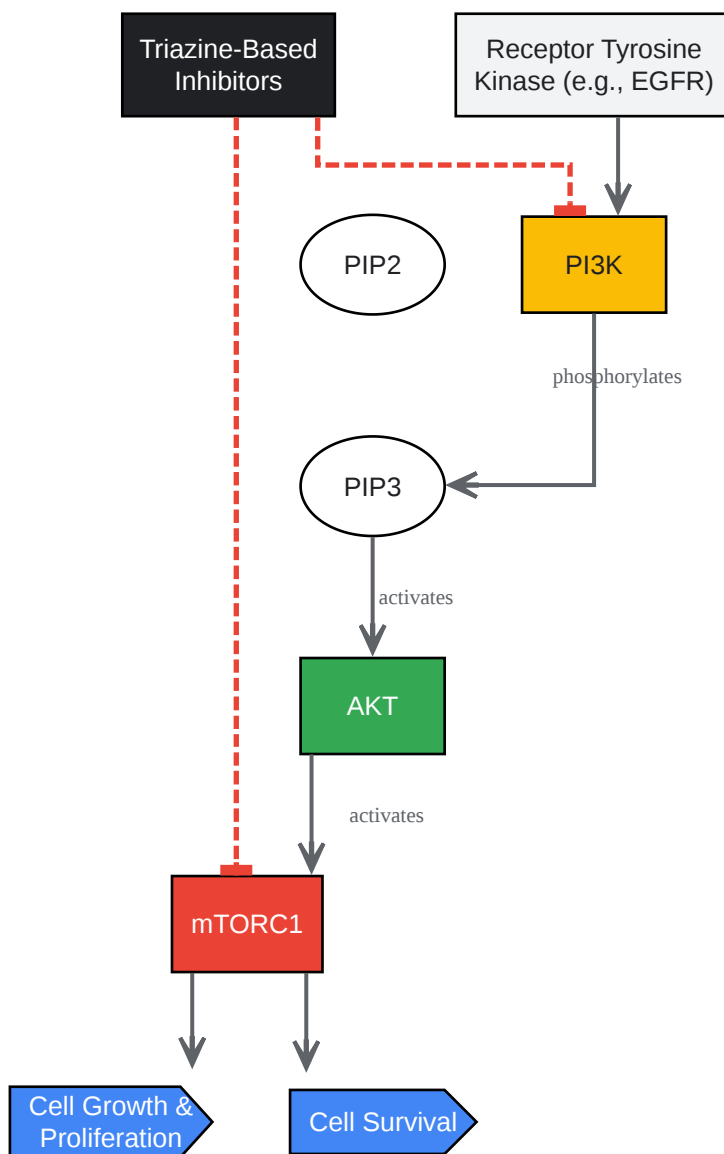 Triazine-Based
Inhibitors
Receptor Tyrosine
Kinase (e.g., EGFR)
PIP2
PI3K
phosphorylates
PIP3
activates
AKT
activates
mTORC1
Cell Growth &
Proliferation
Cell Survival